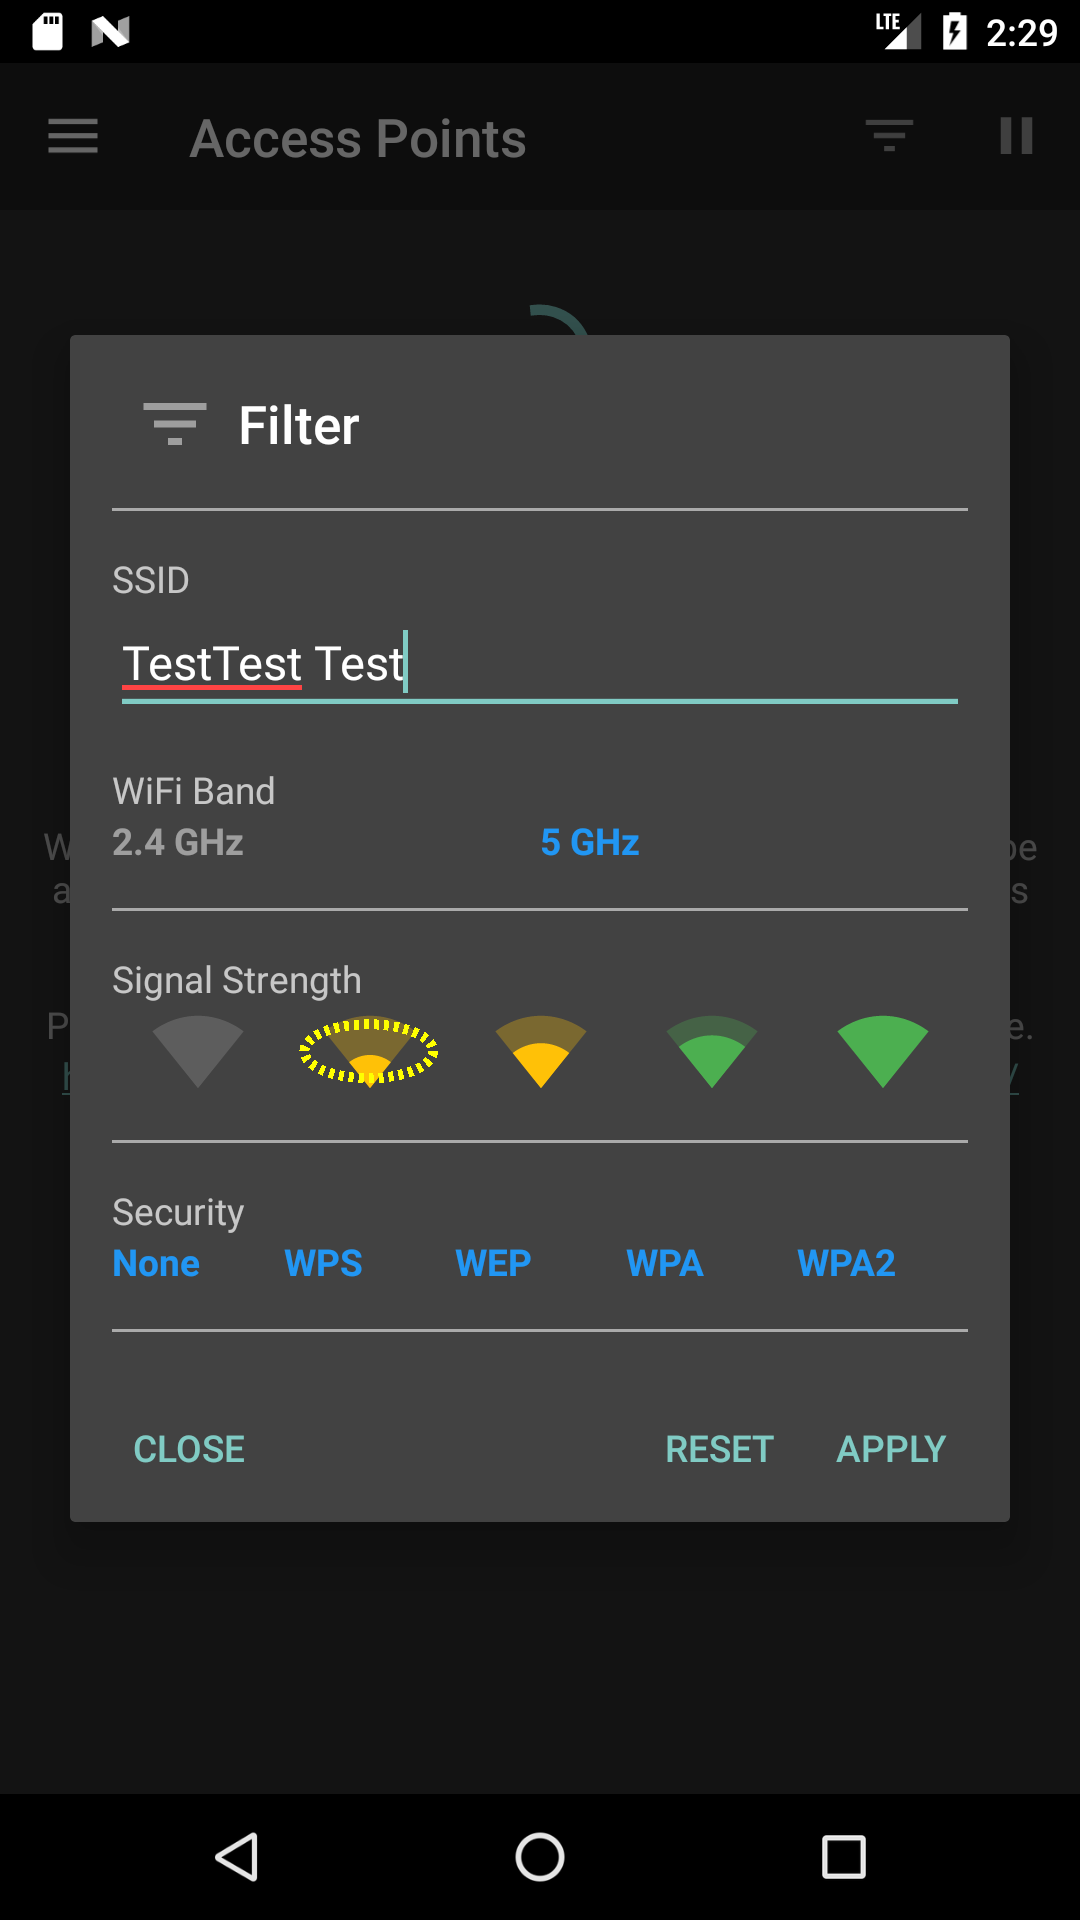 LTE 2:29
Access Points
Filter
SSID
TestTest Test
WiFi Band
2.4 GHz 5 GHz
Signal Strength
Security
None WPS WEP WPA WPA2
CLOSE RESET APPLY